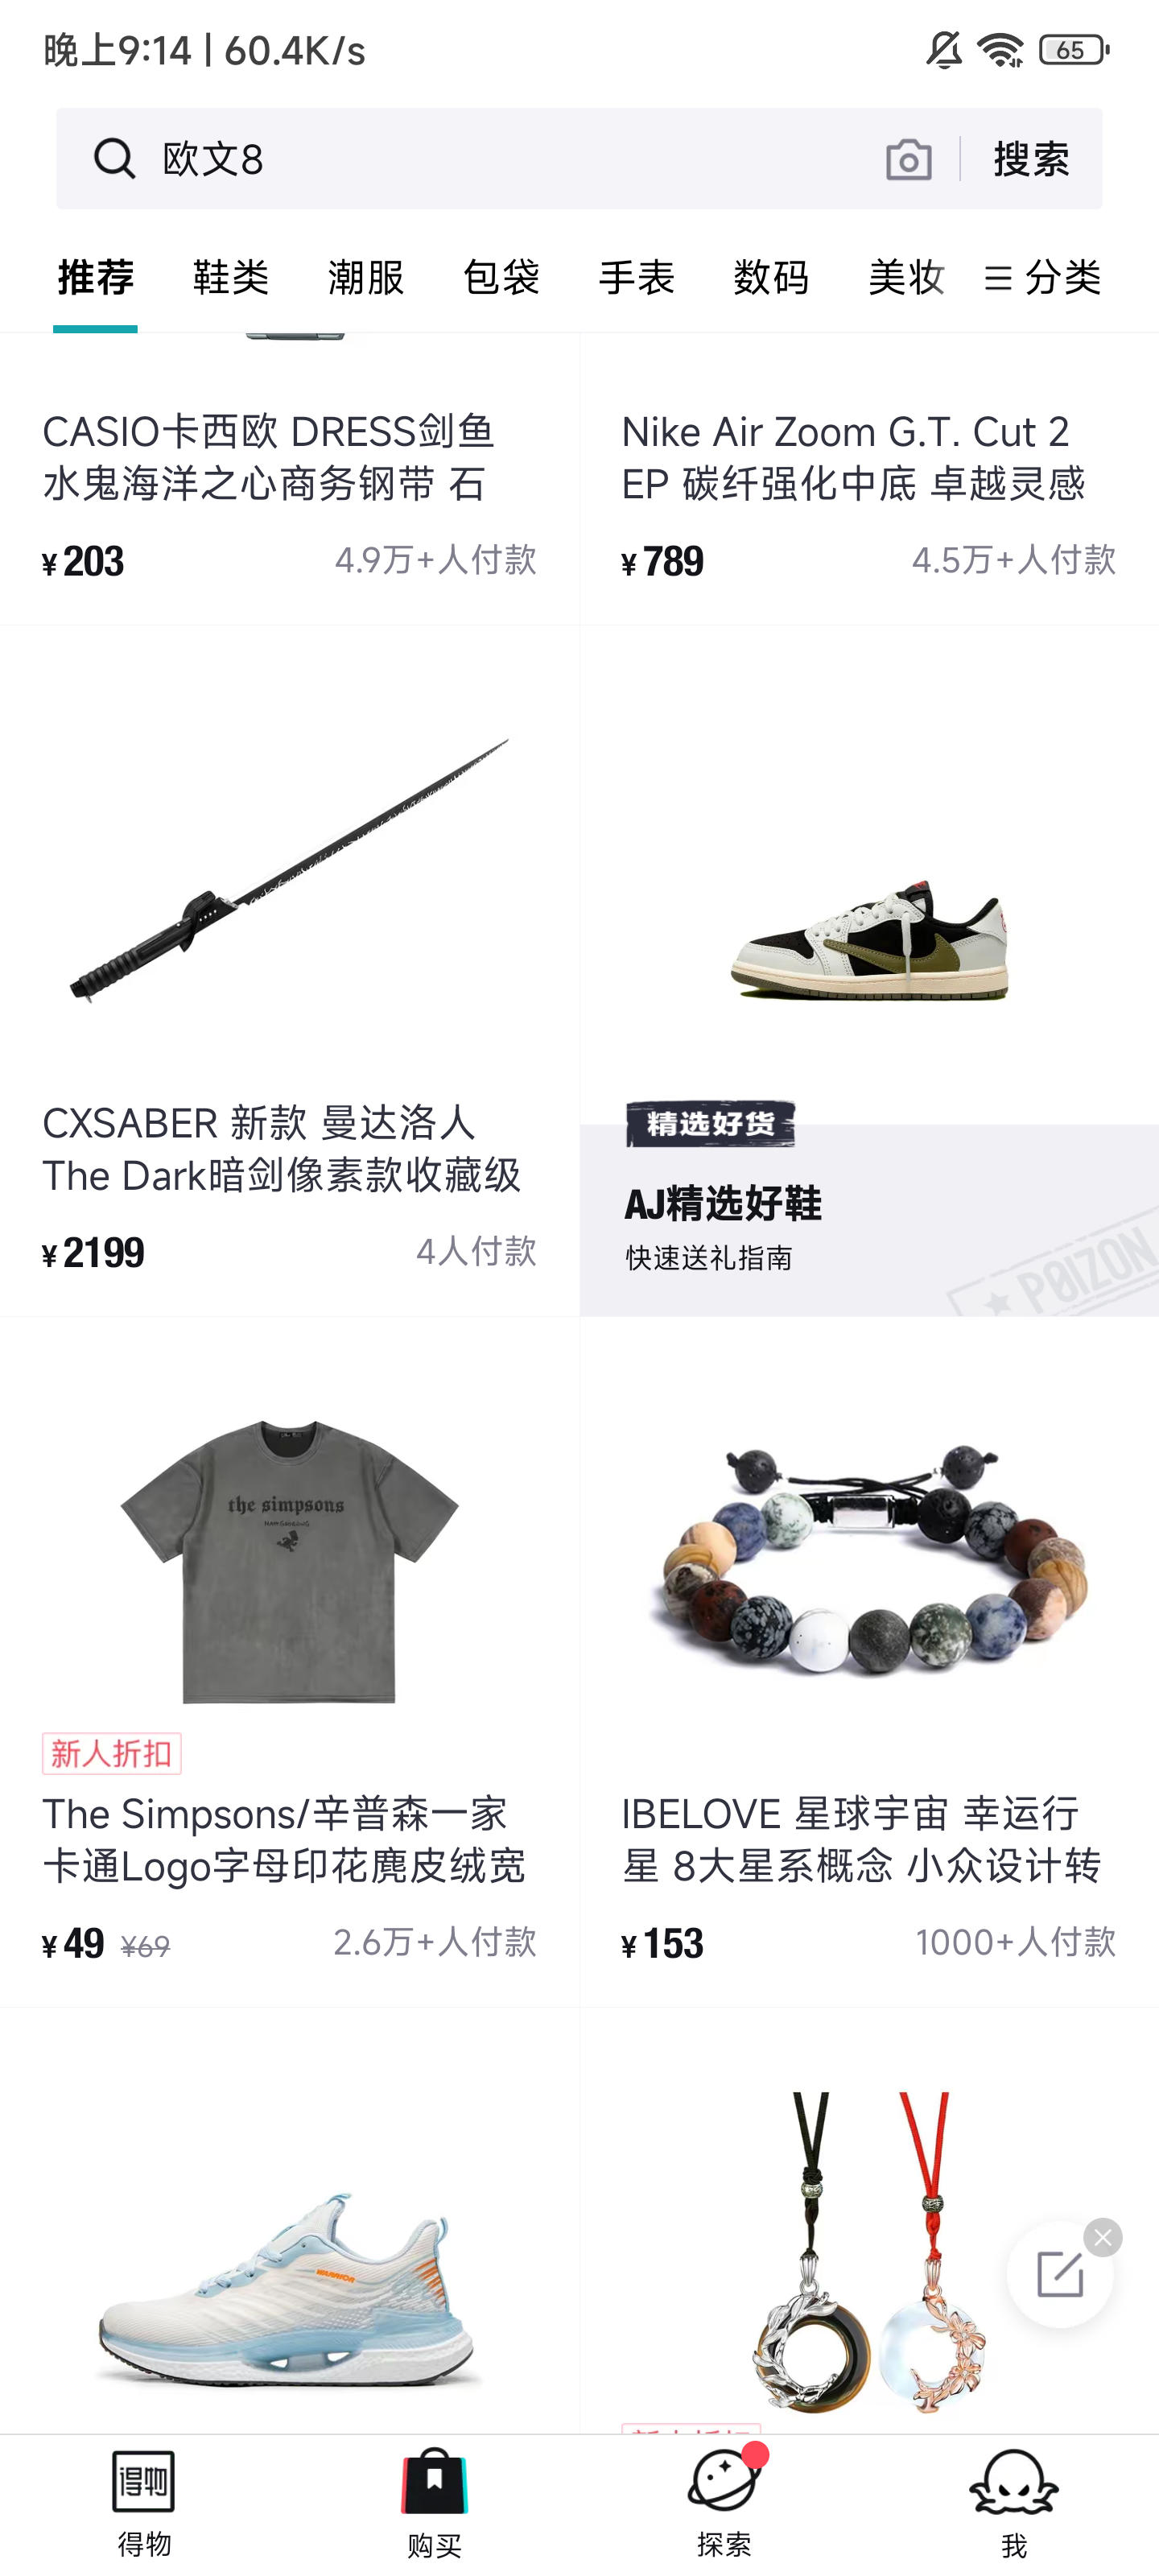 晚上9:14 | 60.4K/s
65
欧文8
搜索
推荐 鞋类 潮服 包袋 手表 数码 美妆 分类
CASIO卡西欧 DRESS剑鱼
水鬼海洋之心商务钢带 石
¥203 4.9万+人付款
Nike Air Zoom G.T. Cut 2
EP 碳纤强化中底 卓越灵感
¥789 4.5万+人付款
CXSABER 新款 曼达洛人
The Dark暗剑像素款收藏级
¥2199 4人付款
精选好货
AJ精选好鞋
快速送礼指南
POIZON
the simpsons
新人折扣
The Simpsons/辛普森一家
卡通Logo字母印花麂皮绒宽
¥49 ¥69 2.6万+人付款
IBELOVE 星球宇宙 幸运行
星 8大星系概念 小众设计转
¥153 1000+人付款
WARRIOR
得物
得物 购买 探索 我